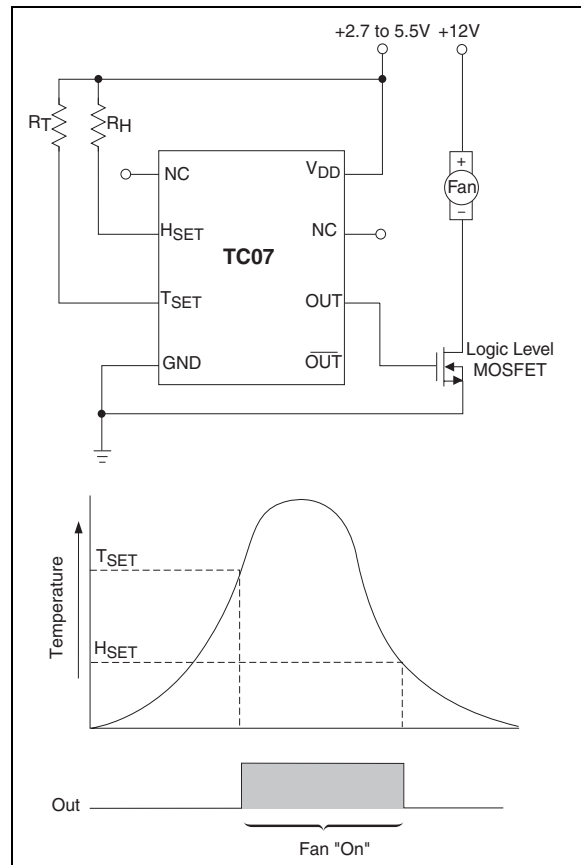 +2.7 to 5.5V +12V
RT
RH
NC
VDD
+
Fan
–
HSET
NC
TC07
TSET
OUT
Logic Level
MOSFET
GND
OUT
Temperature
TSET
HSET
Out
Fan "On"